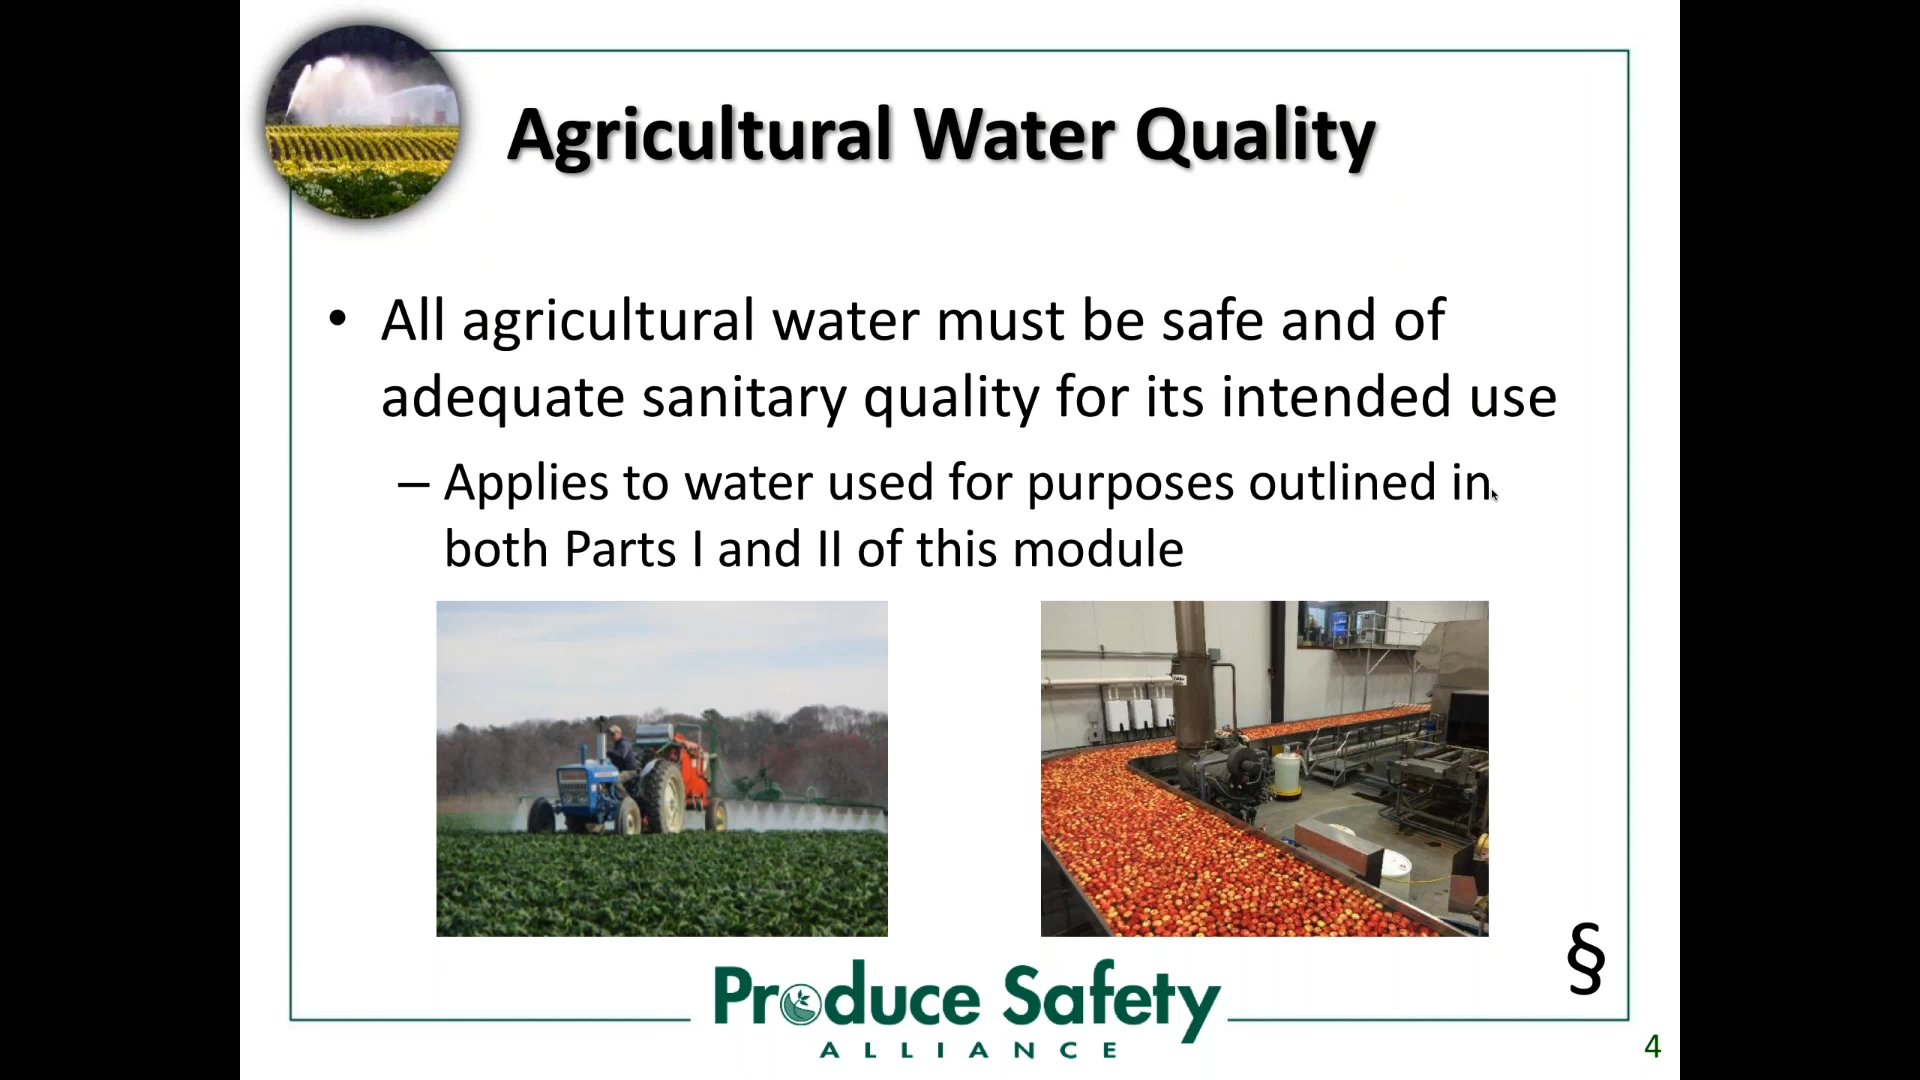 Agricultural Water Quality
• All agricultural water must be safe and of
adequate sanitary quality for its intended use
– Applies to water used for purposes outlined in
both Parts I and II of this module
§
Produce Safety
ALLIANCE
4